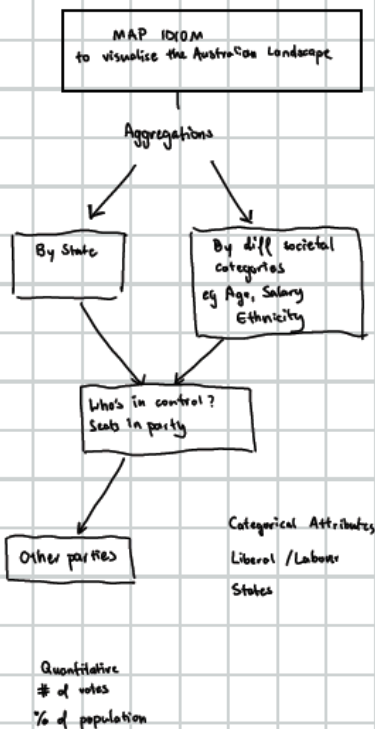 MAP IDIOM
to visualise the Australian Landscape
Aggregations
By State
By diff societal
categories
eg Age, Salary
Ethnicity
Who's in control?
Seats in party
Other parties
Categorical Attributes
Liberal / Labour
States
Quantitative
# of votes
% of population